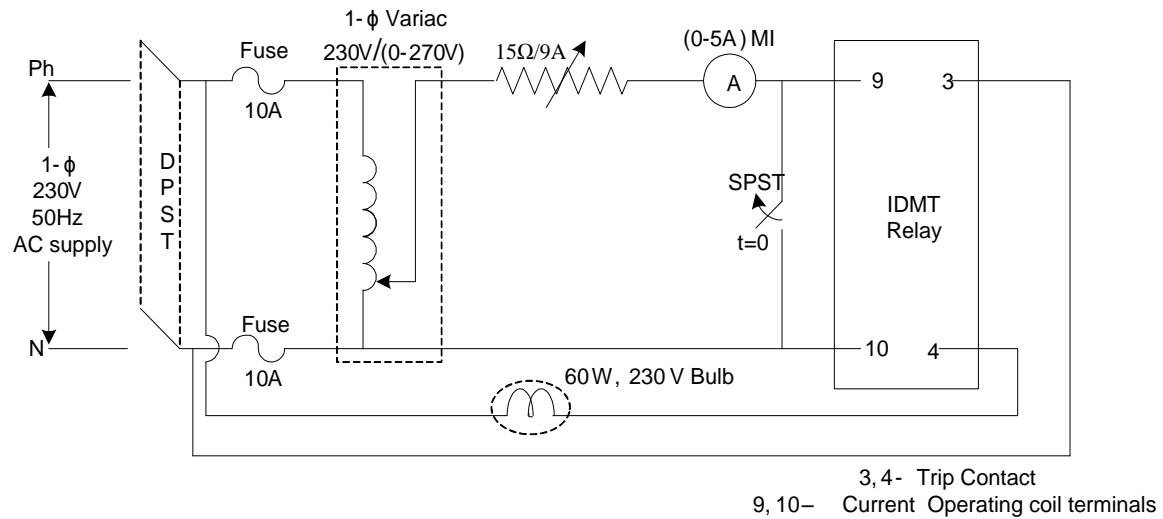 1-ϕ Variac
230V/(0-270V)
Fuse
10A
15Ω/9A
(0-5A) MI
A
Ph
9
3
1-ϕ
230V
50Hz
AC supply
D
P
S
T
SPST
t=0
IDMT
Relay
N
Fuse
10A
10
4
60W, 230 V Bulb
3, 4- Trip Contact
9, 10– Current Operating coil terminals